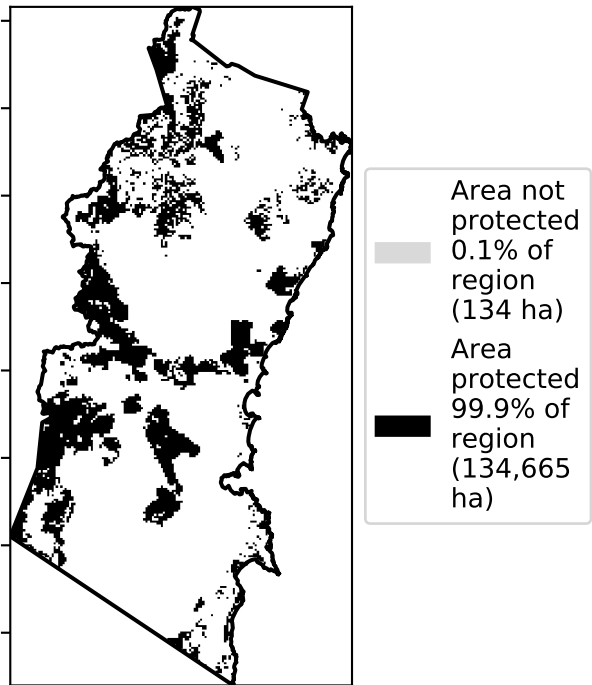 Area not
protected
0.1% of
region
(134 ha)
Area
protected
99.9% of
region
(134,665
ha)